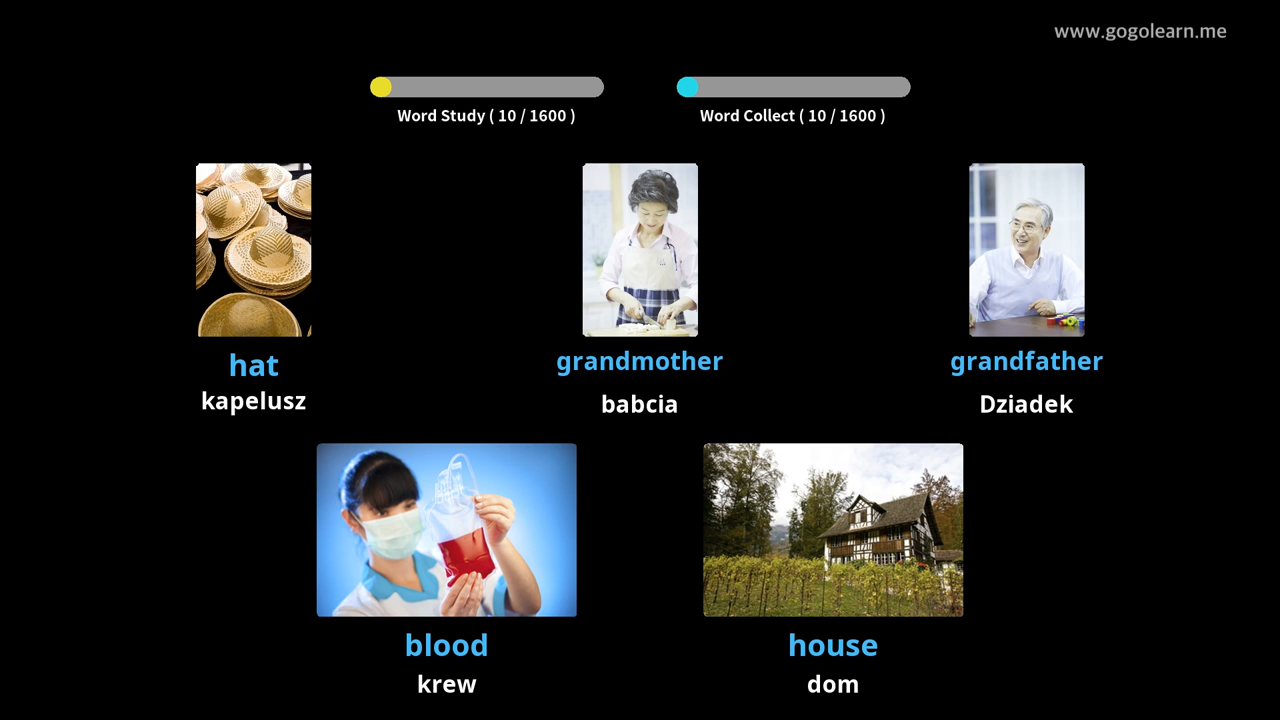 www.gogolearn.me
Word Study ( 10 / 1600 )
Word Collect ( 10 / 1600 )
hat
kapelusz
grandmother
babcia
grandfather
Dziadek
blood
krew
house
dom